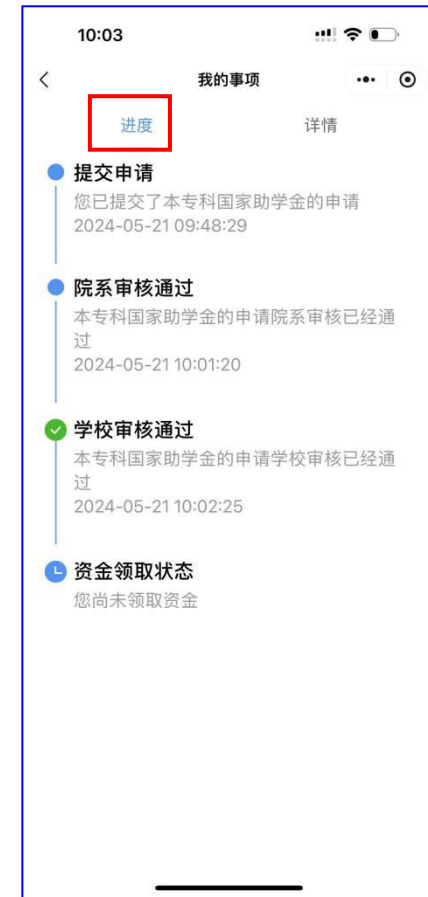 10:03
我的事项
进度
详情
提交申请
您已提交了本专科国家助学金的申请
2024-05-21 09:48:29
院系审核通过
本专科国家助学金的申请院系审核已经通
过
2024-05-21 10:01:20
学校审核通过
本专科国家助学金的申请学校审核已经通
过
2024-05-21 10:02:25
资金领取状态
您尚未领取资金